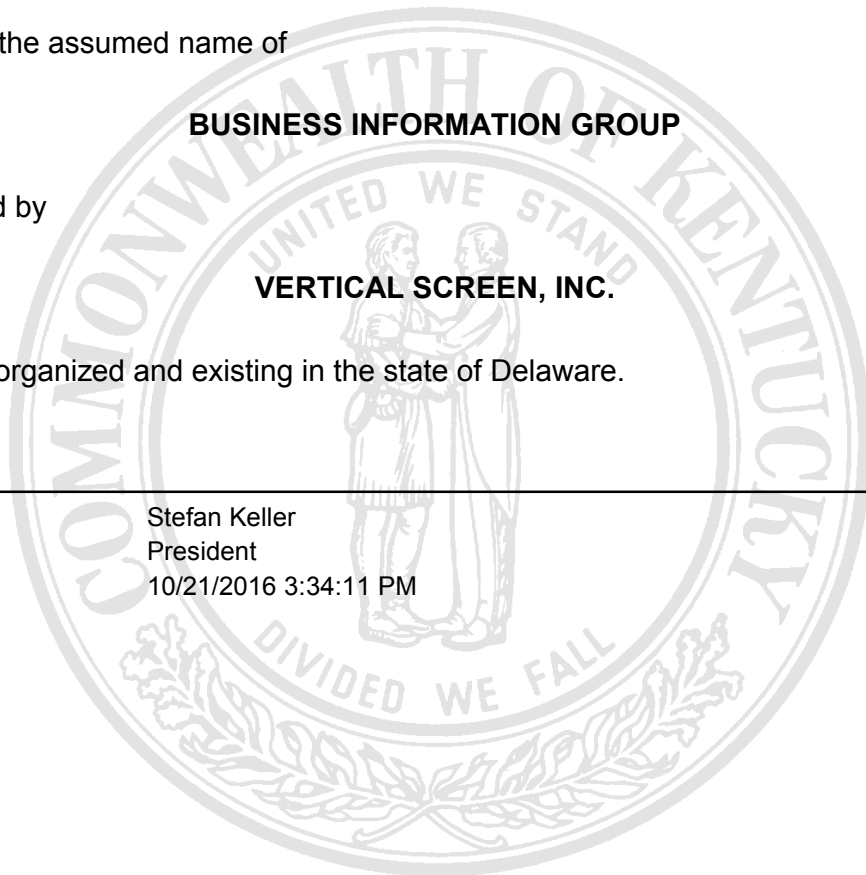 the assumed name of
BUSINESS INFORMATION GROUP
d by
VERTICAL SCREEN, INC.
organized and existing in the state of Delaware.
Stefan Keller
President
10/21/2016 3:34:11 PM
COMMONWEALTH OF KENTUCKY
UNITED WE STAND
DIVIDED WE FALL